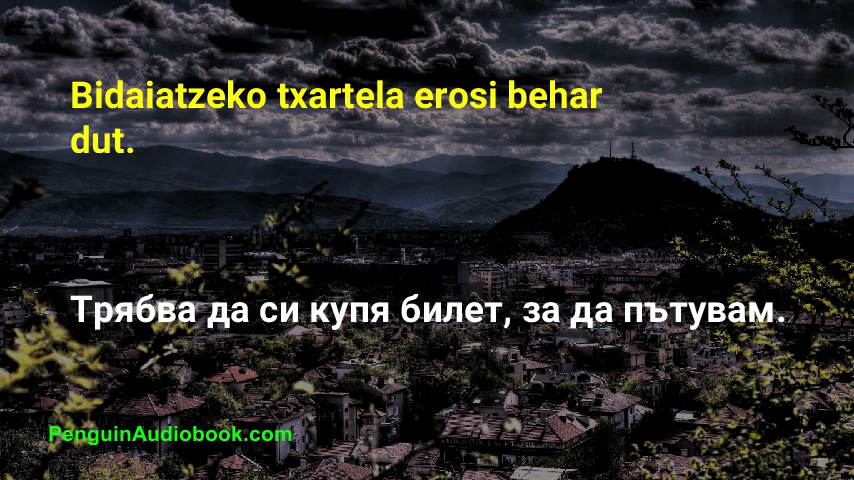 Bidaiatzeko txartela erosi behar
dut.
Трябва да си купя билет, за да пътувам.
PenguinAudiobook.com